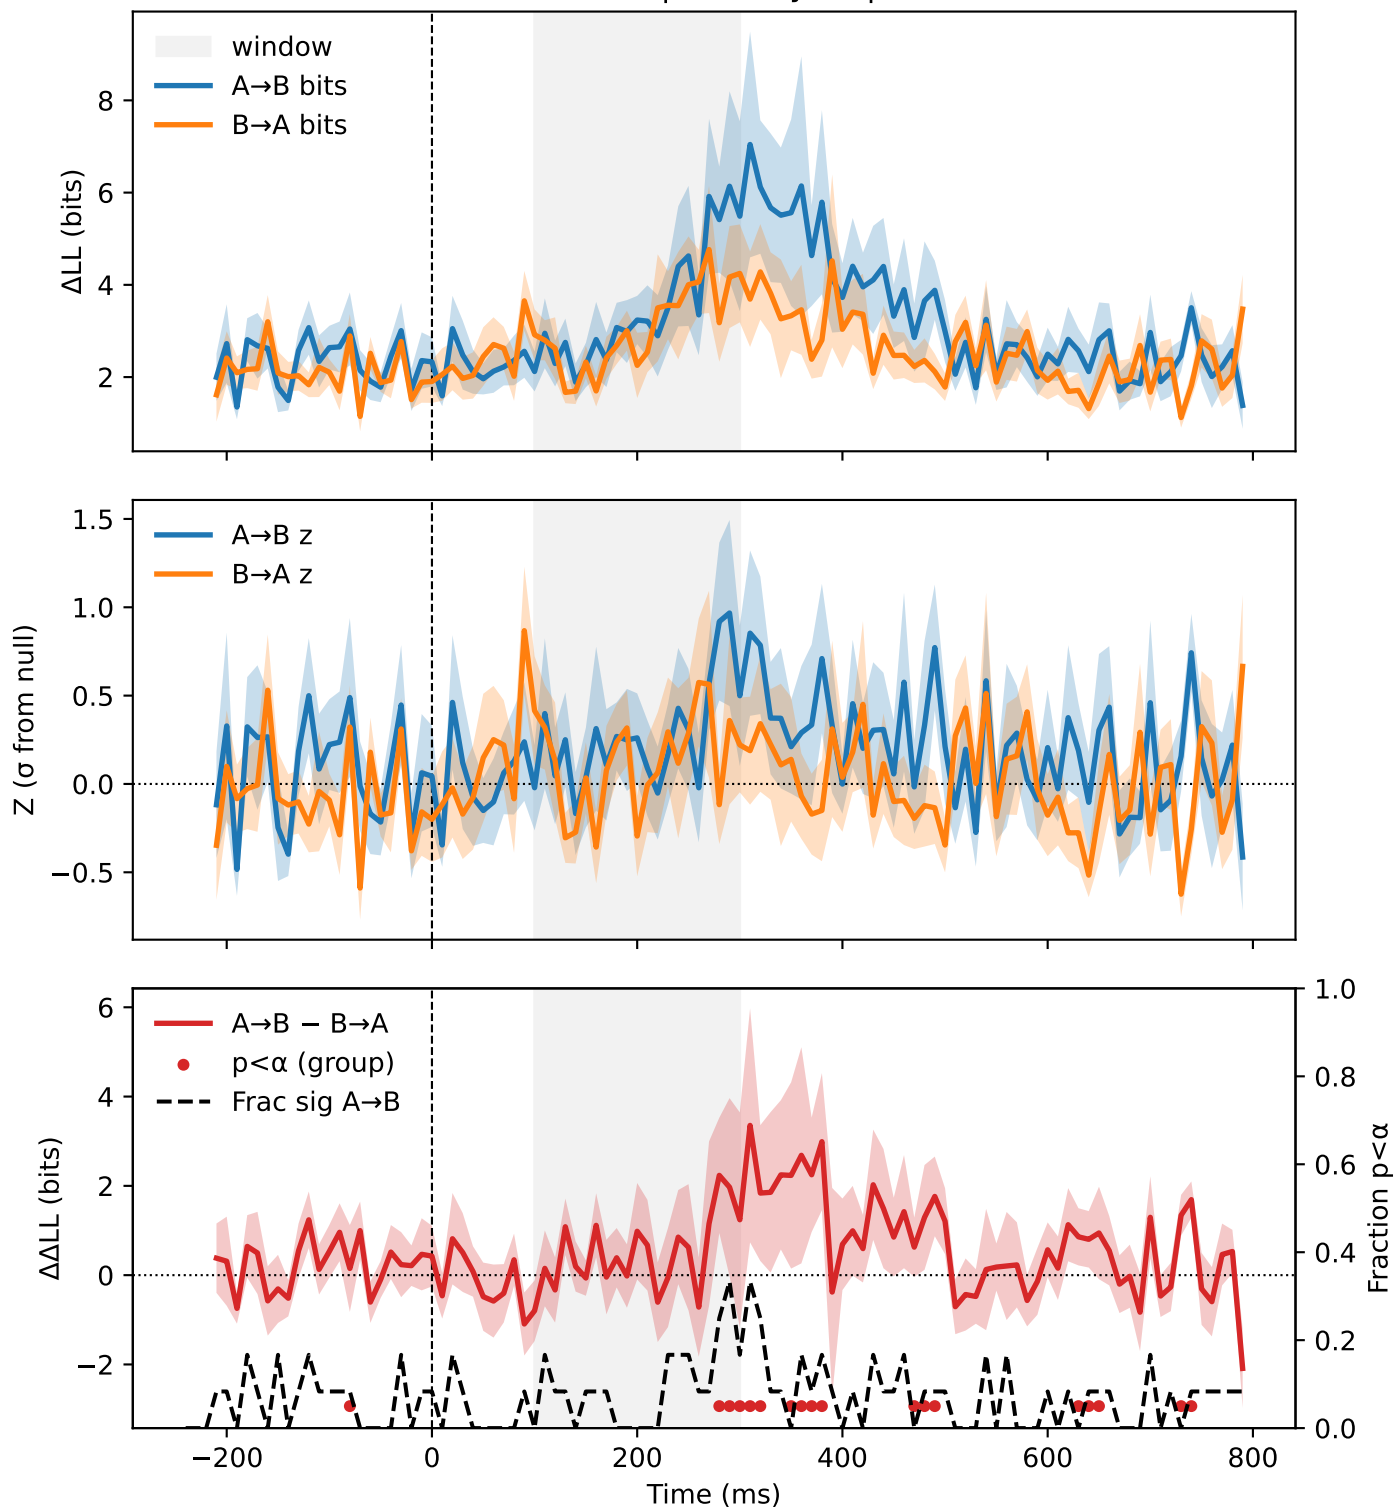 window
A→B bits
B→A bits
ΔLL (bits)
8
6
4
2
A→B z
B→A z
Z (σ from null)
1.5
1.0
0.5
0.0
−0.5
A→B − B→A
p<α (group)
Frac sig A→B
ΔΔLL (bits)
6
4
2
0
−2
1.0
0.8
0.6
0.4
0.2
0.0
Fraction p<α
−200
0
200
400
600
800
Time (ms)